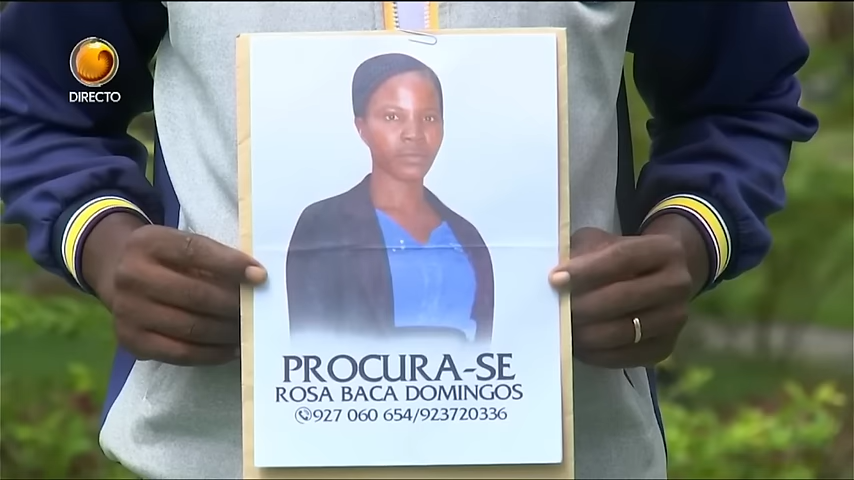 DIRECTO
PROCURA-SE
ROSA BACA DOMINGOS
927 060 654/923720336